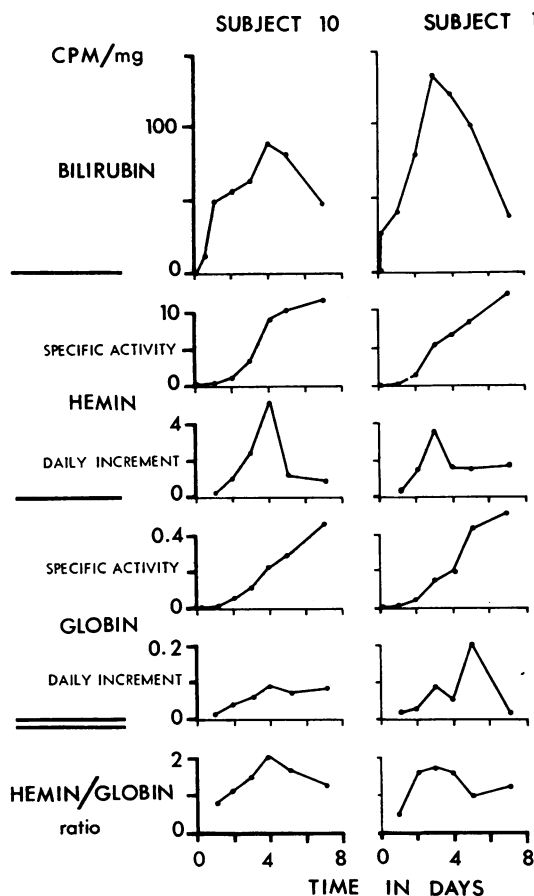 SUBJECT 10 SUBJECT 1
CPM/mg
100
BILIRUBIN
0
10
SPECIFIC ACTIVITY
0
HEMIN
4
DAILY INCREMENT
0
0.4
SPECIFIC ACTIVITY
0
GLOBIN
0.2
DAILY INCREMENT
0
2
HEMIN/GLOBIN
ratio
0
0 4 8 0 4 8
TIME IN DAYS